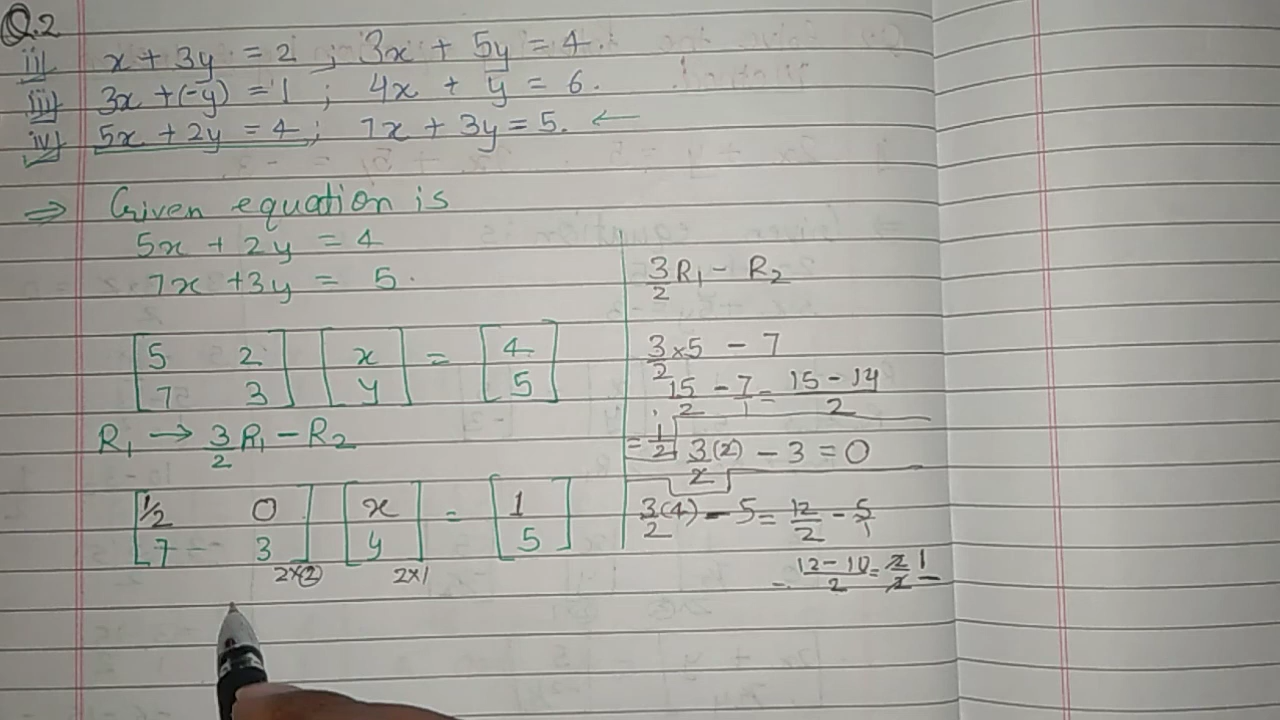 Q.2
ii) x + 3y = 2 ; 3x + 5y = 4.
iii) 3x + (-y) = 1 ; 4x + y = 6.
iv) 5x + 2y = 4 ; 7x + 3y = 5. ←
⇒ Given equation is
5x + 2y = 4
7x + 3y = 5.
[5 2] [x] = [4]
[7 3] [y] [5]
R₁ → 3/2 R₁ - R₂
[1/2 0] [x] = [1]
[7 3] [y] [5]
2×2 2×1
3/2 R₁ - R₂
3/2 × 5 - 7
15/2 - 7/1 = 15 - 14/2
= 1/2
3(2)/2 - 3 = 0
3/2(4) - 5 = 12/2 - 5/1
= 12 - 10/2 = 2/2 1